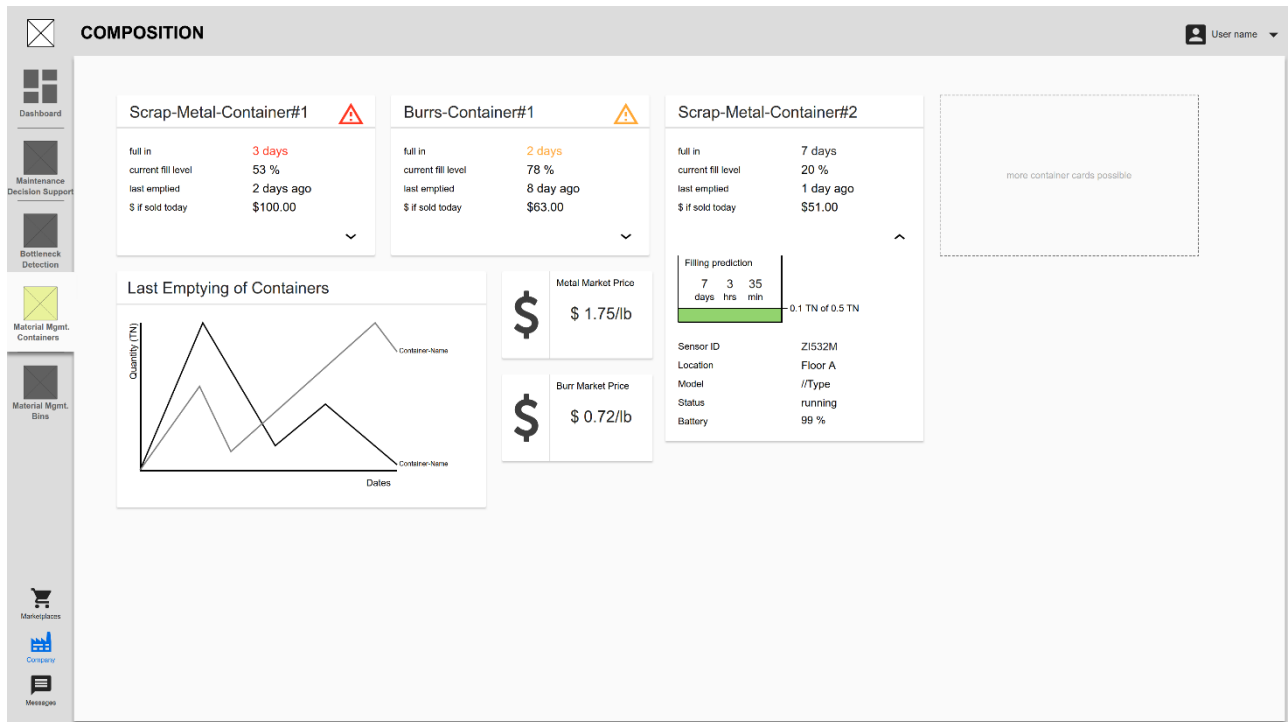 COMPOSITION
User name
Dashboard
Maintenance
Decision Support
Bottleneck
Detection
Material Mgmt.
Containers
Material Mgmt.
Bins
Marketplaces
Company
Messages
Scrap-Metal-Container#1
full in 3 days
current fill level 53 %
last emptied 2 days ago
$ if sold today $100.00
Burrs-Container#1
full in 2 days
current fill level 78 %
last emptied 8 day ago
$ if sold today $63.00
Scrap-Metal-Container#2
full in 7 days
current fill level 20 %
last emptied 1 day ago
$ if sold today $51.00
Filling prediction
7 3 35
days hrs min
0.1 TN of 0.5 TN
Sensor ID ZI532M
Location Floor A
Model //Type
Status running
Battery 99 %
more container cards possible
Last Emptying of Containers
Quantity (TN)
Container-Name
Container-Name
Dates
$
Metal Market Price
$ 1.75/lb
$
Burr Market Price
$ 0.72/lb